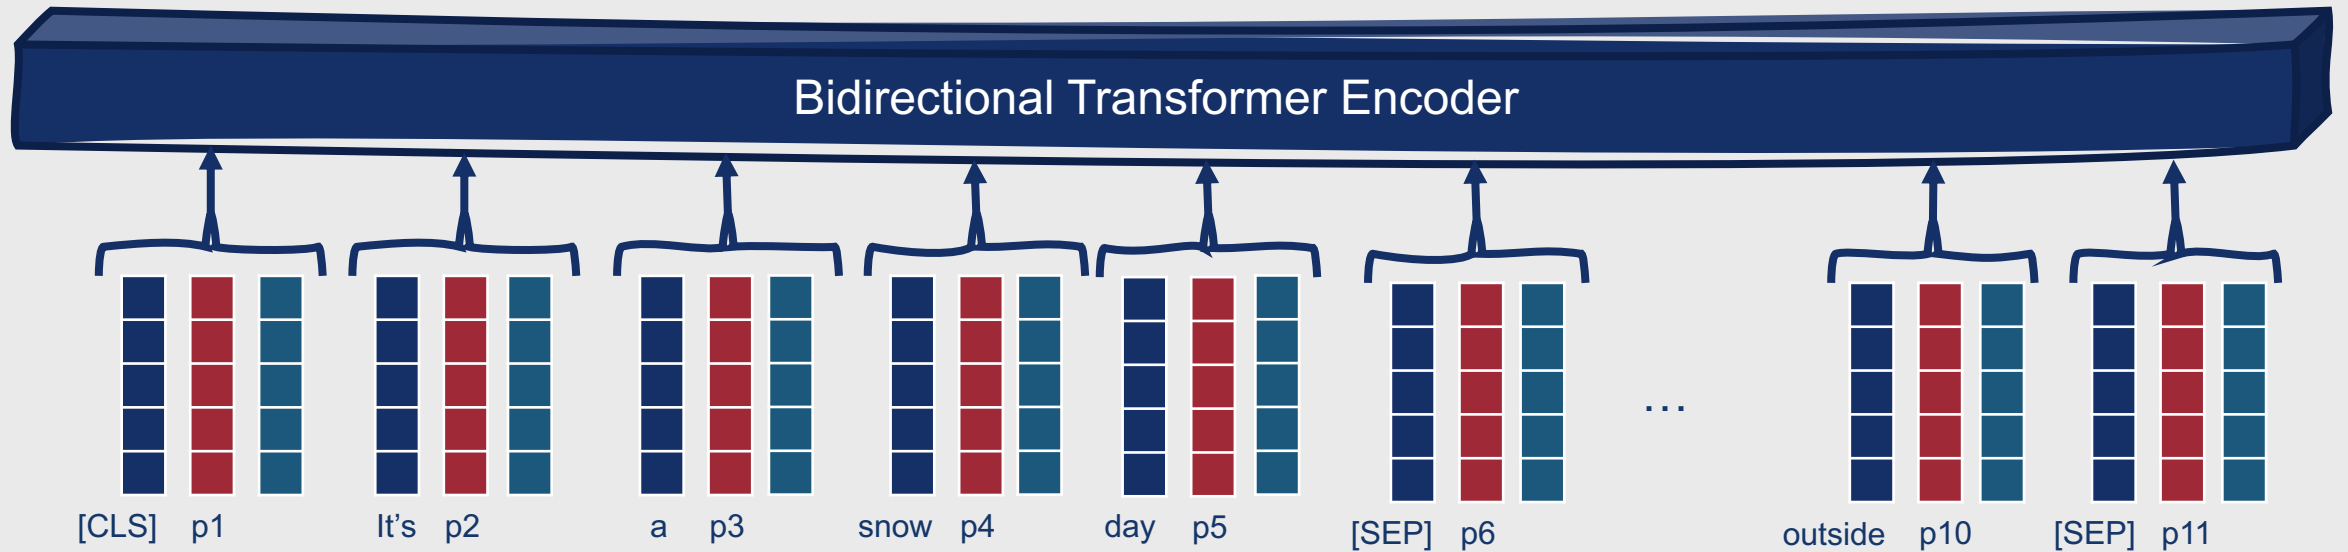 Bidirectional Transformer Encoder
…
[CLS] p1 It’s p2 a p3 snow p4 day p5 [SEP] p6 outside p10 [SEP] p11